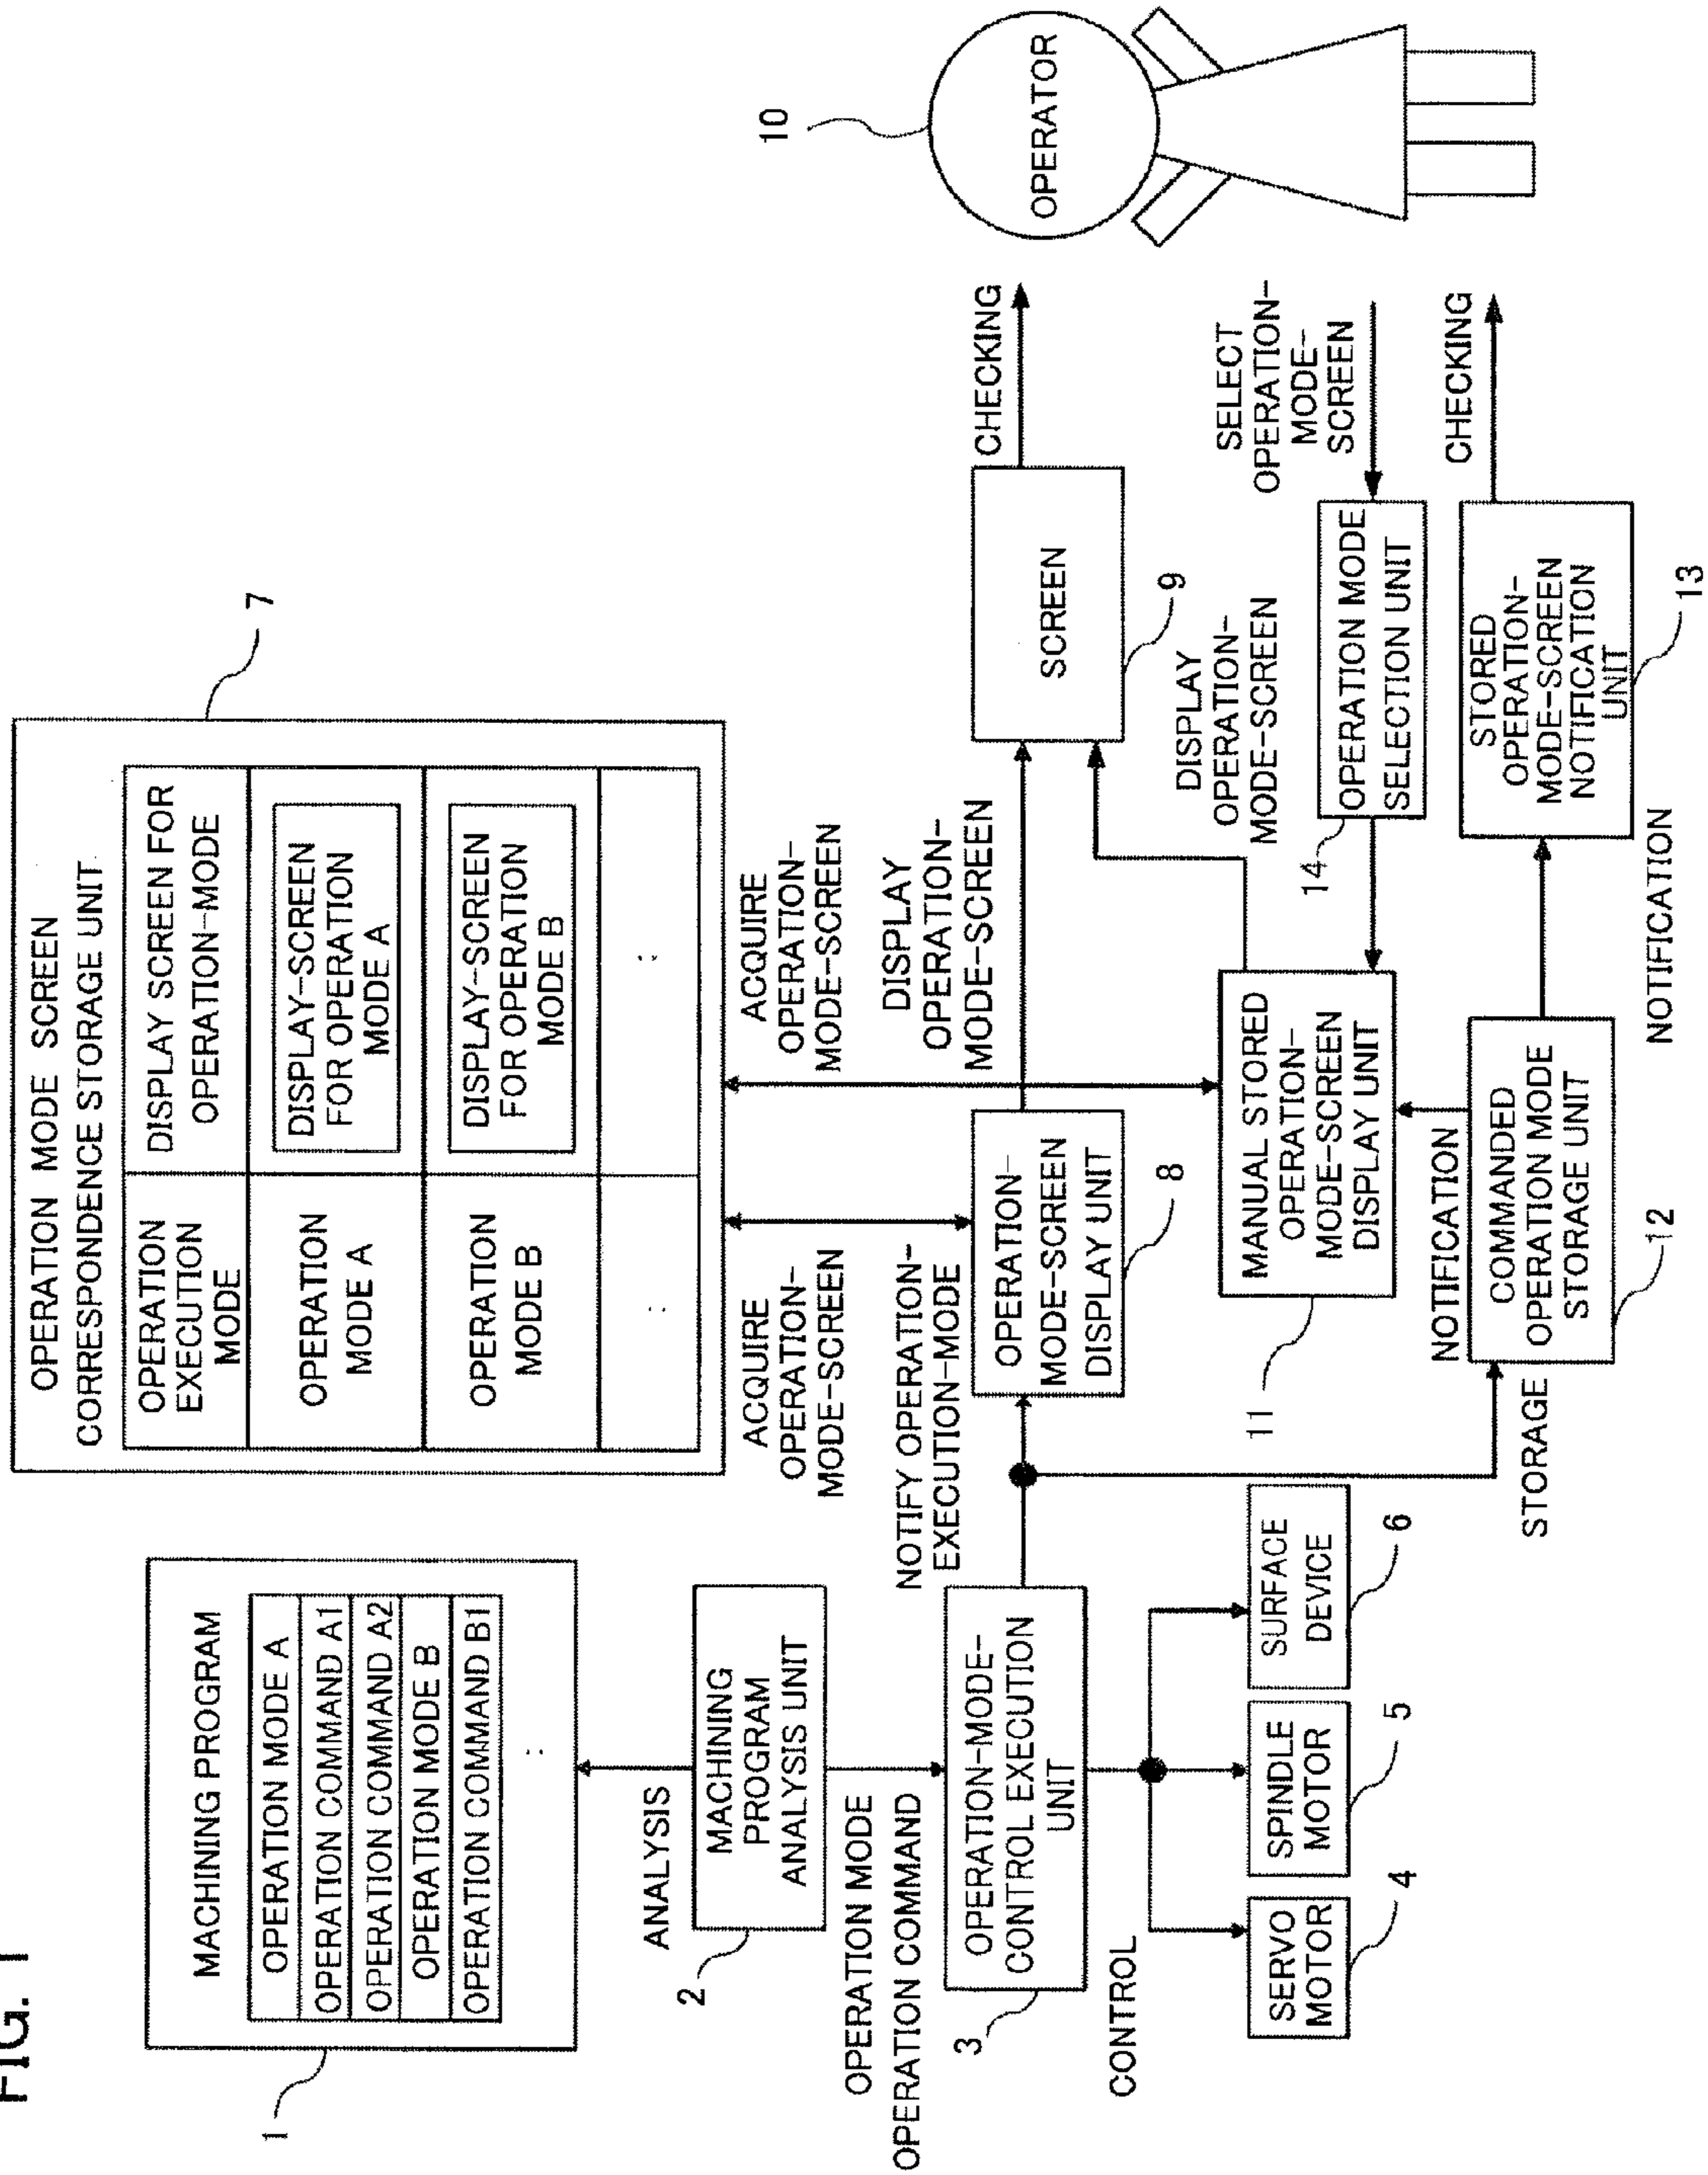 FIG. 1
MACHINING PROGRAM
OPERATION MODE A
OPERATION COMMAND A1
OPERATION COMMAND A2
OPERATION MODE B
OPERATION COMMAND B1
:
1
ANALYSIS
MACHINING
PROGRAM
ANALYSIS UNIT
2
OPERATION MODE
OPERATION COMMAND
OPERATION-MODE-
CONTROL EXECUTION
UNIT
3
CONTROL
SERVO
MOTOR
4
SPINDLE
MOTOR
5
SURFACE
DEVICE
6
OPERATION MODE SCREEN
CORRESPONDENCE STORAGE UNIT
7
OPERATION
EXECUTION
MODE
DISPLAY SCREEN FOR
OPERATION-MODE
OPERATION
MODE A
DISPLAY-SCREEN
FOR OPERATION
MODE A
OPERATION
MODE B
DISPLAY-SCREEN
FOR OPERATION
MODE B
:
:
ACQUIRE
OPERATION-
MODE-SCREEN
ACQUIRE
OPERATION-
MODE-SCREEN
NOTIFY OPERATION-
EXECUTION-MODE
OPERATION-
MODE-SCREEN
DISPLAY UNIT
8
DISPLAY
OPERATION-
MODE-SCREEN
SCREEN
9
CHECKING
10
OPERATOR
MANUAL STORED
OPERATION-
MODE-SCREEN
DISPLAY UNIT
11
DISPLAY
OPERATION-
MODE-SCREEN
14
OPERATION MODE
SELECTION UNIT
SELECT
OPERATION-
MODE-
SCREEN
NOTIFICATION
STORAGE
COMMANDED
OPERATION MODE
STORAGE UNIT
12
NOTIFICATION
STORED
OPERATION-
MODE-SCREEN
NOTIFICATION
UNIT
13
CHECKING